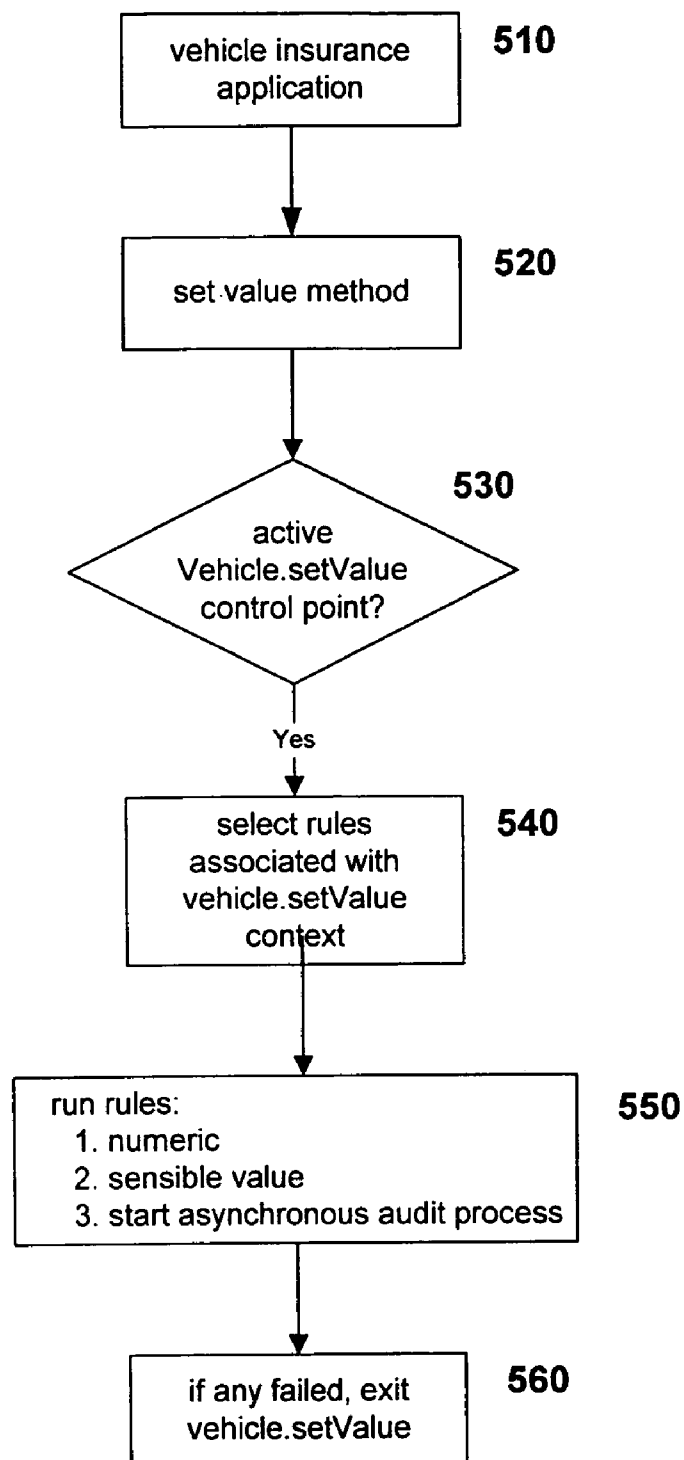 vehicle insurance
application
510
set value method
520
530
active
Vehicle.setValue
control point?
Yes
select rules
associated with
vehicle.setValue
context
540
run rules:
1. numeric
2. sensible value
3. start asynchronous audit process
550
if any failed, exit
vehicle.setValue
560